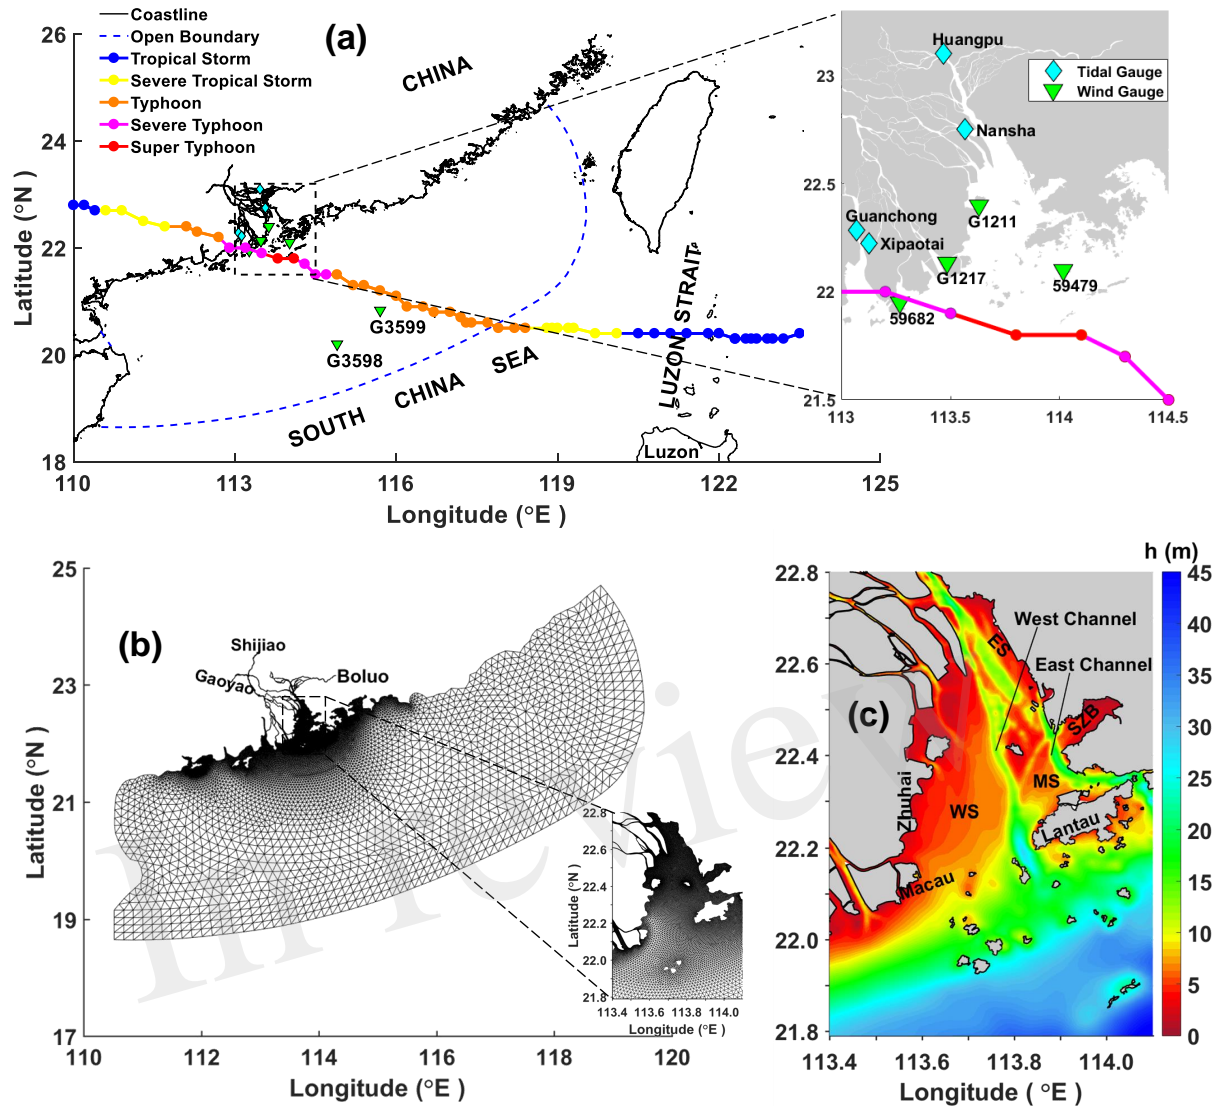 Coastline
Open Boundary
Tropical Storm
Severe Tropical Storm
Typhoon
Severe Typhoon
Super Typhoon
(a)
CHINA
26
24
22
20
18
Latitude (°N )
110
113
116
119
122
125
Longitude (°E )
G3599
G3598
SOUTH CHINA SEA
LUZON STRAIT
Luzon
Huangpu
Tidal Gauge
Wind Gauge
Nansha
Guanchong
Xipaotai
G1211
G1217
59479
59682
23
22.5
22
21.5
113
113.5
114
114.5
(b)
Shijiao
Gaoyao
Boluo
25
23
21
19
17
Latitude (°N )
110
112
114
116
118
120
Longitude (°E )
22.8
22.6
22.4
22.2
22.0
21.8
Latitude (°N )
113.4
113.6
113.8
114.0
Longitude (°E )
In review
h (m)
(c)
West Channel
East Channel
ES
SZB
MS
WS
Zhuhai
Lantau
Macau
22.8
22.6
22.4
22.2
22.0
21.8
Latitude (°N )
113.4
113.6
113.8
114.0
Longitude ( °E )
45
40
35
30
25
20
15
10
5
0